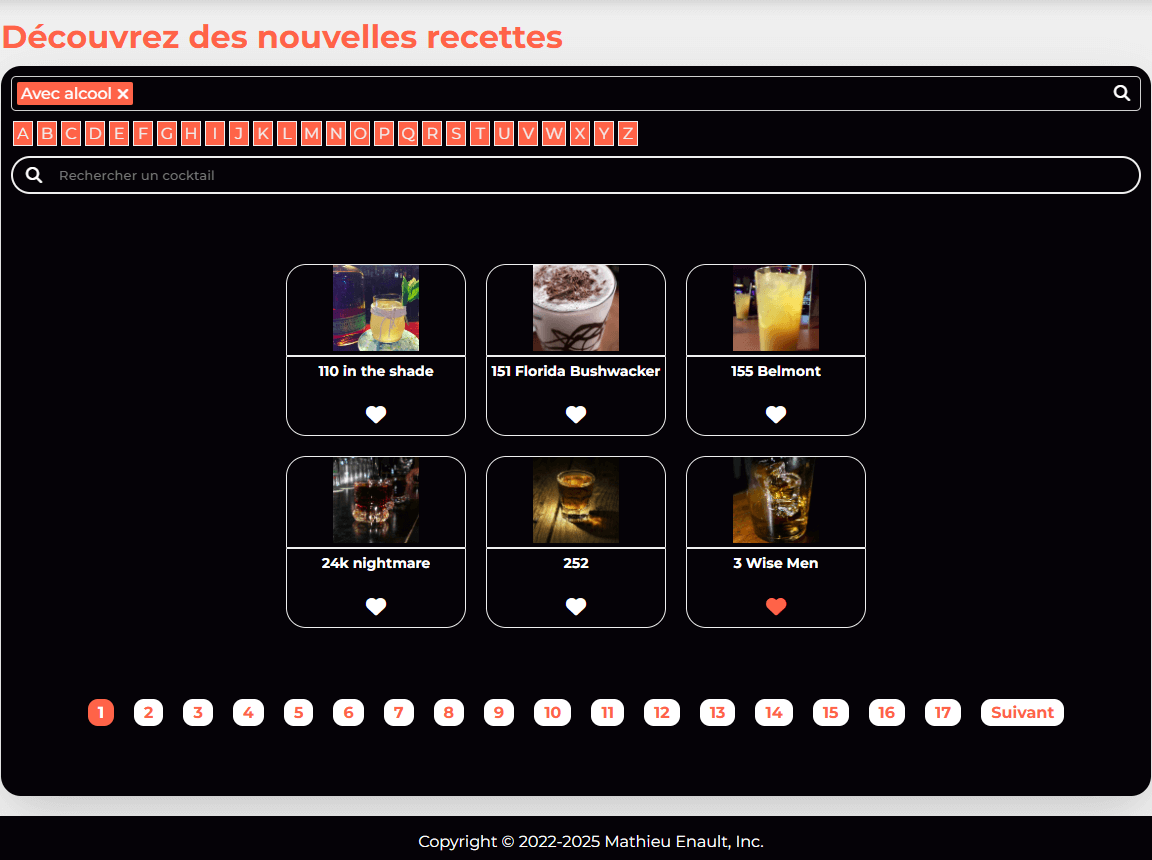 Découvrez des nouvelles recettes
Avec alcool ×
A B C D E F G H I J K L M N O P Q R S T U V W X Y Z
Rechercher un cocktail
110 in the shade 151 Florida Bushwacker 155 Belmont
24k nightmare 252 3 Wise Men
1 2 3 4 5 6 7 8 9 10 11 12 13 14 15 16 17 Suivant
Copyright © 2022-2025 Mathieu Enault, Inc.